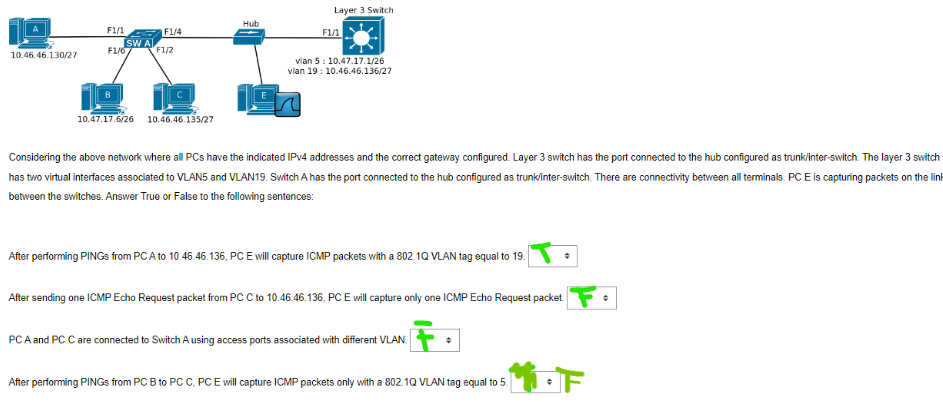 Layer 3 Switch
Hub
A
F1/1
F1/4
F1/1
SW A
10.46.46.130/27
F1/6
F1/2
vlan 5 : 10.47.17.1/26
vlan 19 : 10.46.46.136/27
B
C
E
10.47.17.6/26
10.46.46.135/27
Considering the above network where all PCs have the indicated IPv4 addresses and the correct gateway configured. Layer 3 switch has the port connected to the hub configured as trunk/inter-switch. The layer 3 switch
has two virtual interfaces associated to VLAN5 and VLAN19. Switch A has the port connected to the hub configured as trunk/inter-switch. There are connectivity between all terminals. PC E is capturing packets on the link
between the switches. Answer True or False to the following sentences:
After performing PINGs from PC A to 10.46.46.136, PC E will capture ICMP packets with a 802.1Q VLAN tag equal to 19. T
After sending one ICMP Echo Request packet from PC C to 10.46.46.136, PC E will capture only one ICMP Echo Request packet. F
PC A and PC C are connected to Switch A using access ports associated with different VLAN. F
After performing PINGs from PC B to PC C, PC E will capture ICMP packets only with a 802.1Q VLAN tag equal to 5. F